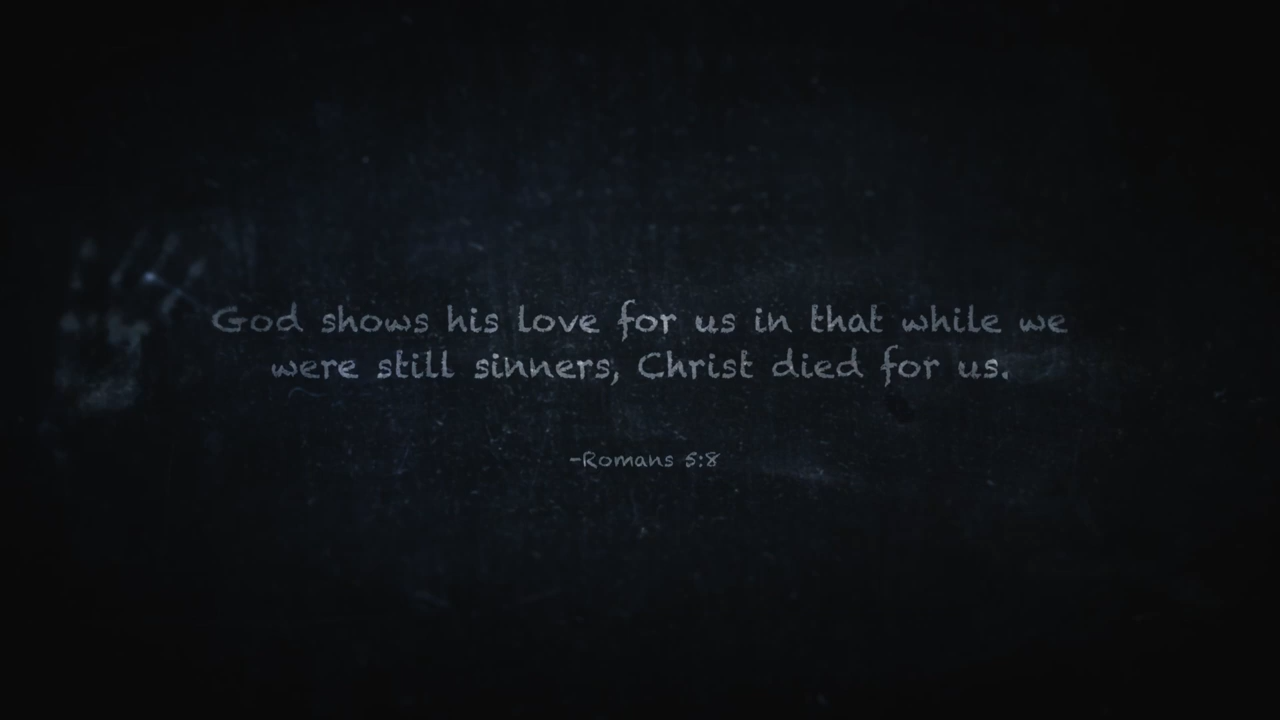 God shows his love for us in that while we
were still sinners, Christ died for us.
-Romans 5:8